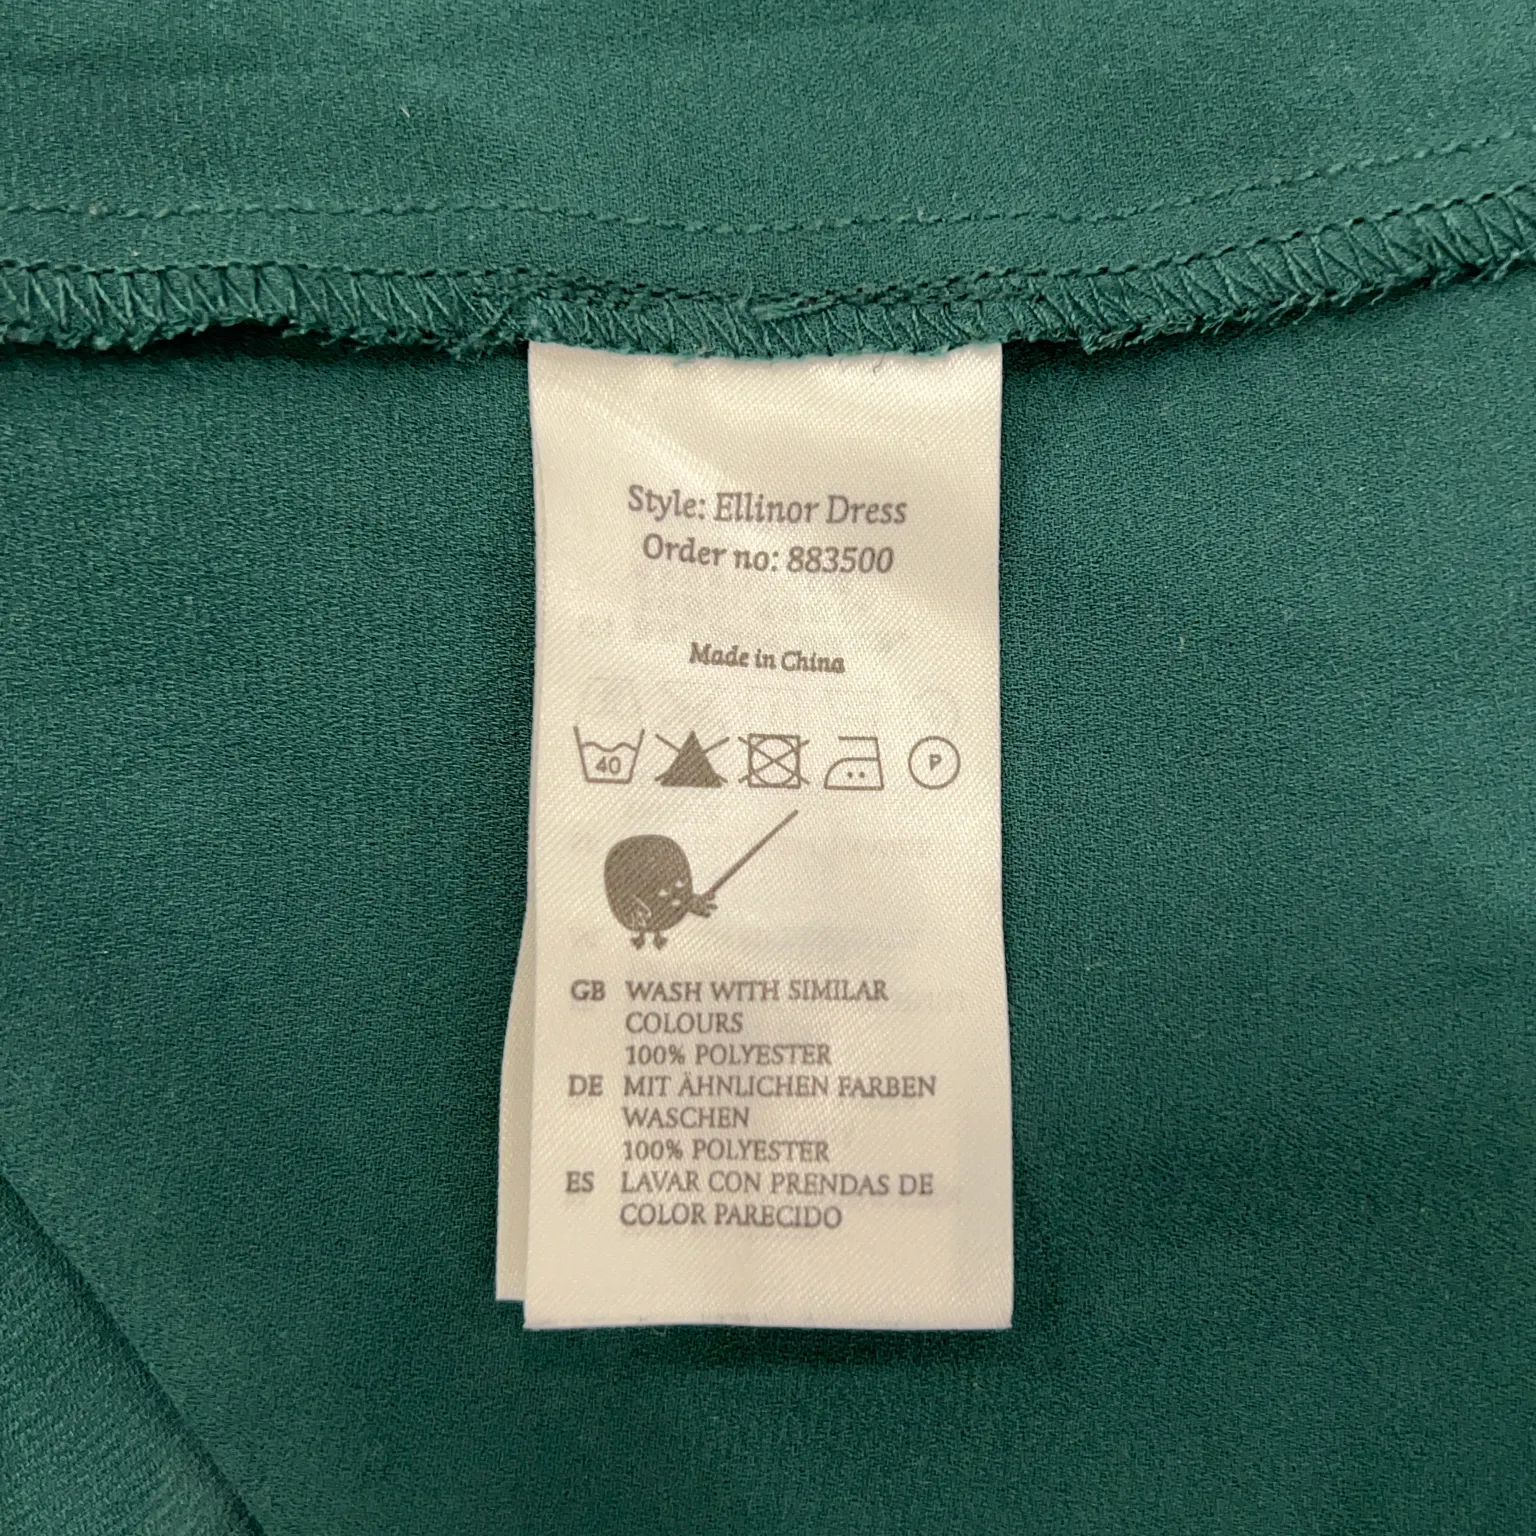 Style: Ellinor Dress
Order no: 883500
Made in China
40 P
GB WASH WITH SIMILAR
COLOURS
100% POLYESTER
DE MIT ÄHNLICHEN FARBEN
WASCHEN
100% POLYESTER
ES LAVAR CON PRENDAS DE
COLOR PARECIDO